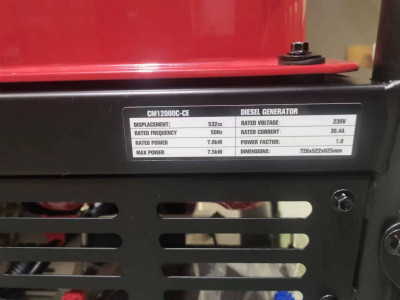 CM12000C-CE DIESEL GENERATOR
DISPLACEMENT: 532cc RATED VOLTAGE 230V
RATED FREQUENCY 50Hz RATED CURRENT 30.4A
RATED POWER 7.0kW POWER FACTOR: 1.0
MAX POWER 7.5kW DIMENSIONS: 720x522x625mm